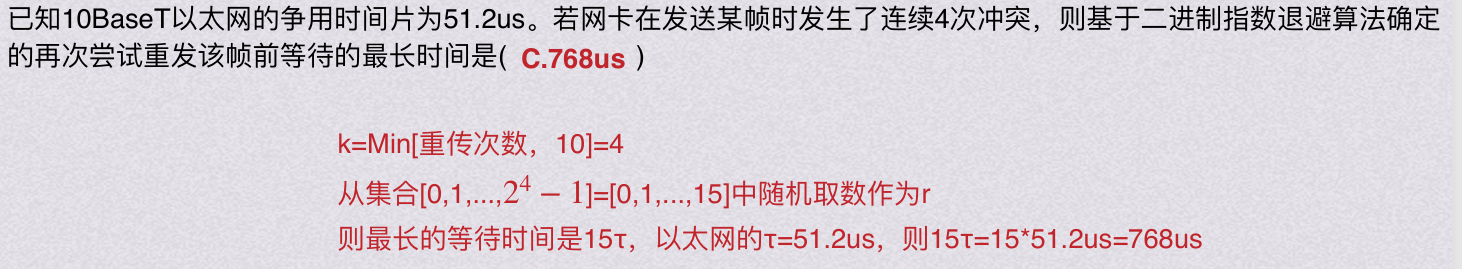 已知10BaseT以太网的争用时间片为51.2us。若网卡在发送某帧时发生了连续4次冲突，则基于二进制指数退避算法确定
的再次尝试重发该帧前等待的最长时间是( C.768us )
k=Min[重传次数，10]=4
从集合[0,1,...,2⁴ − 1]=[0,1,...,15]中随机取数作为r
则最长的等待时间是15τ，以太网的τ=51.2us，则15τ=15*51.2us=768us